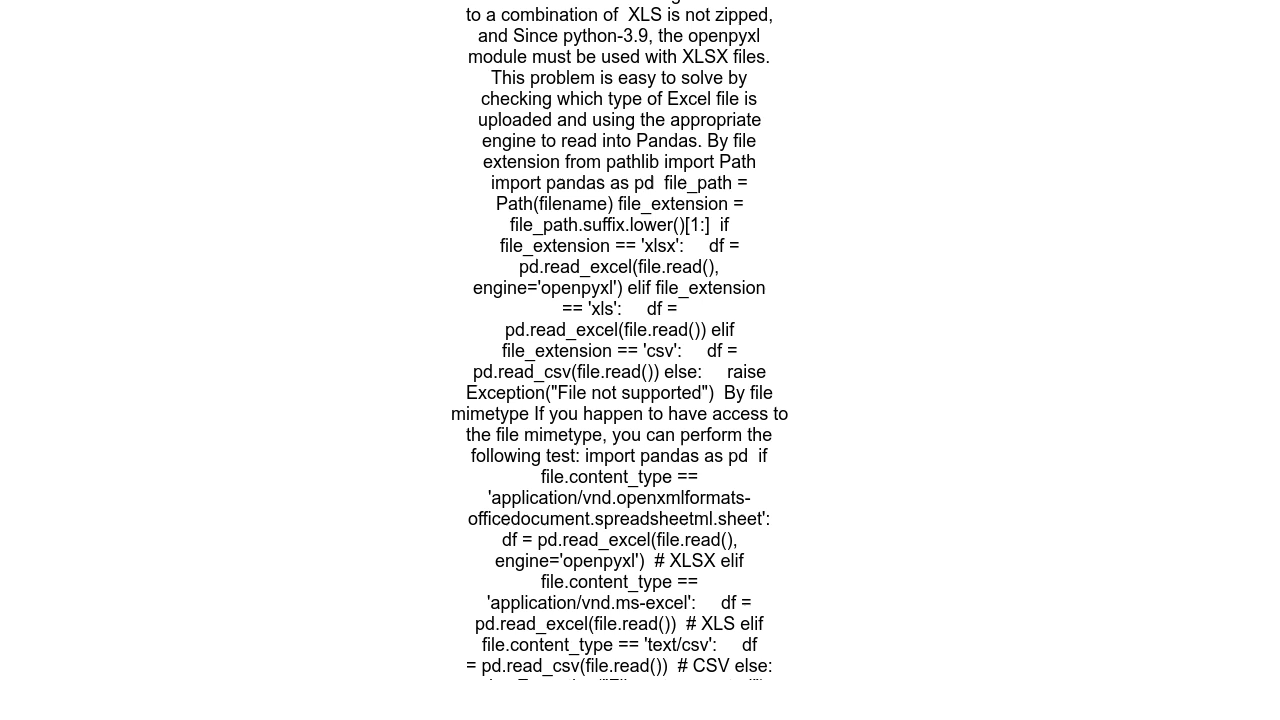 to a combination of  XLS is not zipped,
and Since python-3.9, the openpyxl
module must be used with XLSX files.
This problem is easy to solve by
checking which type of Excel file is
uploaded and using the appropriate
engine to read into Pandas. By file
extension from pathlib import Path
import pandas as pd  file_path =
Path(filename) file_extension =
file_path.suffix.lower()[1:]  if
file_extension == 'xlsx':     df =
pd.read_excel(file.read(),
engine='openpyxl') elif file_extension
== 'xls':     df =
pd.read_excel(file.read()) elif
file_extension == 'csv':     df =
pd.read_csv(file.read()) else:     raise
Exception("File not supported")  By file
mimetype If you happen to have access to
the file mimetype, you can perform the
following test: import pandas as pd  if
file.content_type ==
'application/vnd.openxmlformats-
officedocument.spreadsheetml.sheet':
df = pd.read_excel(file.read(),
engine='openpyxl')  # XLSX elif
file.content_type ==
'application/vnd.ms-excel':     df =
pd.read_excel(file.read())  # XLS elif
file.content_type == 'text/csv':     df
= pd.read_csv(file.read())  # CSV else: